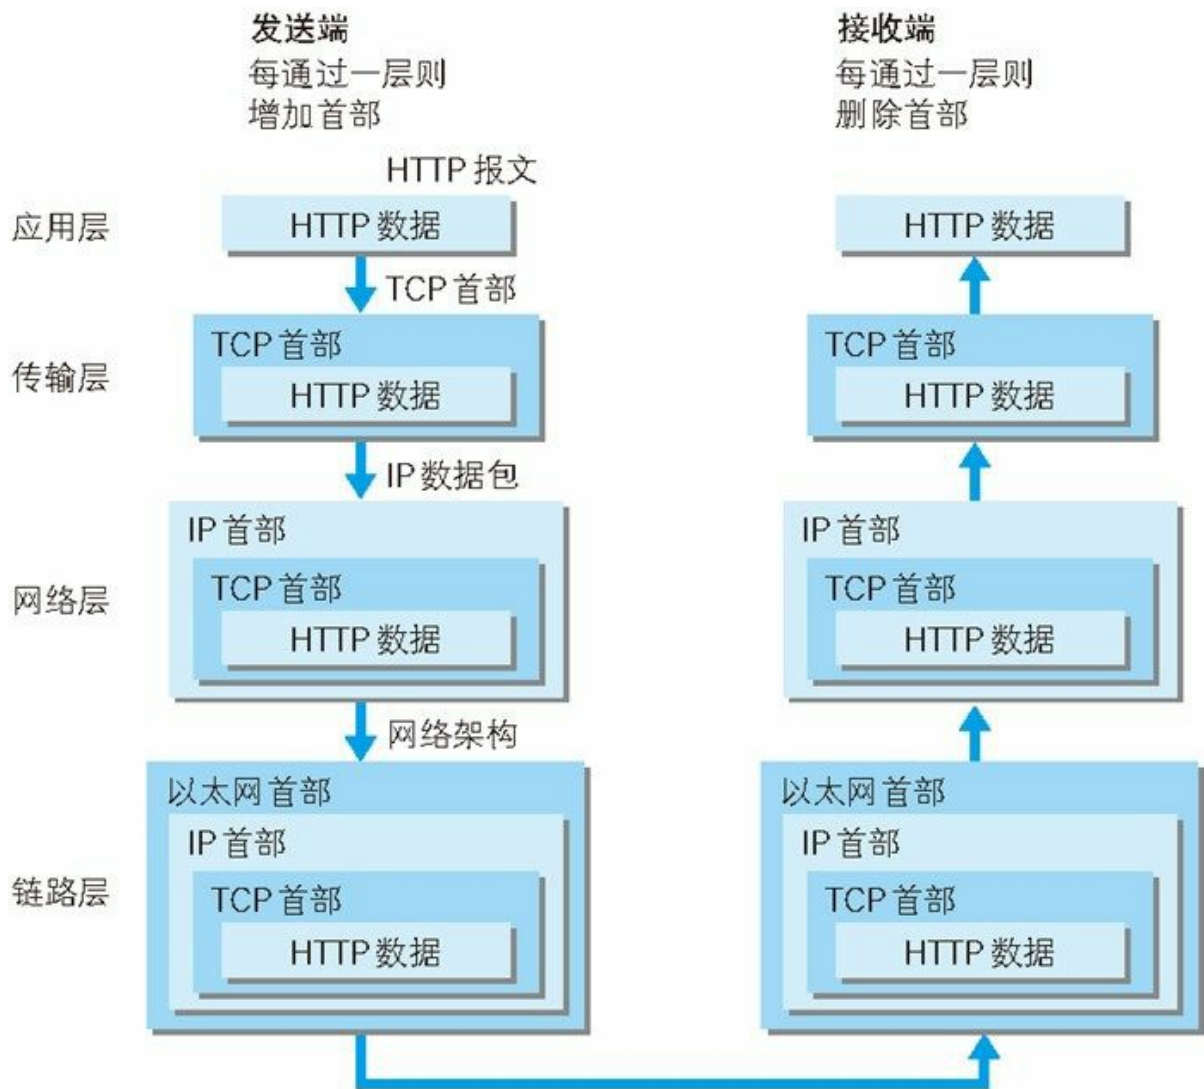 发送端
每通过一层则
增加首部
接收端
每通过一层则
删除首部
HTTP 报文
应用层
HTTP 数据
HTTP 数据
TCP 首部
传输层
TCP 首部
HTTP 数据
TCP 首部
HTTP 数据
IP 数据包
网络层
IP 首部
TCP 首部
HTTP 数据
IP 首部
TCP 首部
HTTP 数据
网络架构
链路层
以太网首部
IP 首部
TCP 首部
HTTP 数据
以太网首部
IP 首部
TCP 首部
HTTP 数据